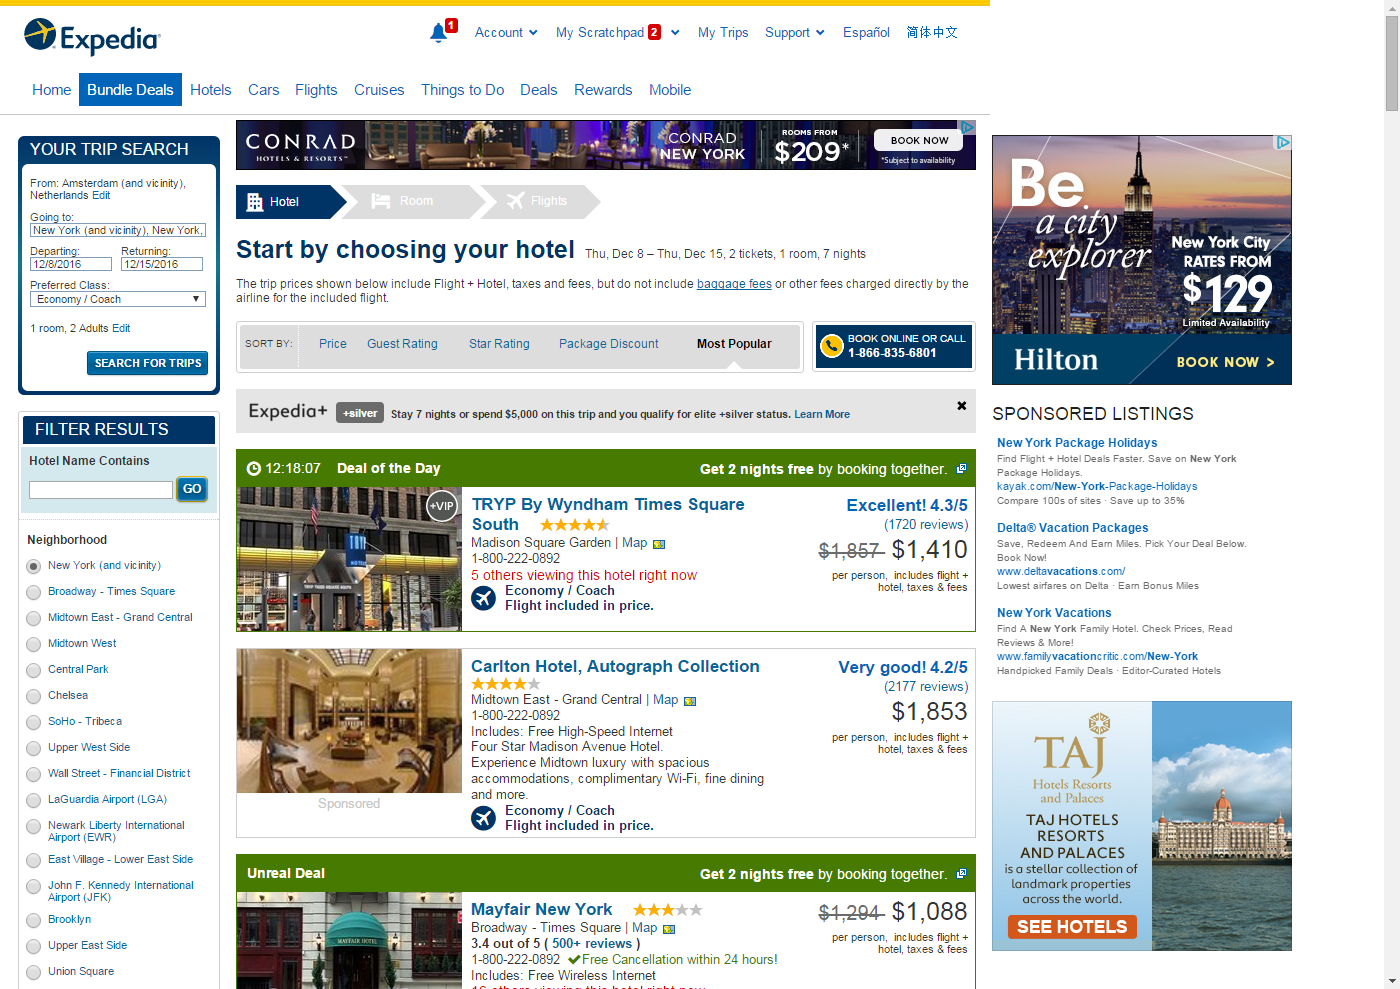 Expedia
1
Account
My Scratchpad 2
My Trips
Support
Español
简体中文
Home
Bundle Deals
Hotels
Cars
Flights
Cruises
Things to Do
Deals
Rewards
Mobile
YOUR TRIP SEARCH
From: Amsterdam (and vicinity),
Netherlands Edit
Going to:
New York (and vicinity), New York,
Departing:
Returning:
12/8/2016
12/15/2016
Preferred Class:
Economy / Coach
1 room, 2 Adults Edit
SEARCH FOR TRIPS
FILTER RESULTS
Hotel Name Contains
GO
Neighborhood
New York (and vicinity)
Broadway - Times Square
Midtown East - Grand Central
Midtown West
Central Park
Chelsea
SoHo - Tribeca
Upper West Side
Wall Street - Financial District
LaGuardia Airport (LGA)
Newark Liberty International
Airport (EWR)
East Village - Lower East Side
John F. Kennedy International
Airport (JFK)
Brooklyn
Upper East Side
Union Square
CONRAD
HOTELS & RESORTS™
CONRAD
NEW YORK
ROOMS FROM
$209*
BOOK NOW
*Subject to availability
Hotel
Room
Flights
Start by choosing your hotel
Thu, Dec 8 – Thu, Dec 15, 2 tickets, 1 room, 7 nights
The trip prices shown below include Flight + Hotel, taxes and fees, but do not include baggage fees or other fees charged directly by the
airline for the included flight.
SORT BY:
Price
Guest Rating
Star Rating
Package Discount
Most Popular
BOOK ONLINE OR CALL
1-866-835-6801
Expedia+
+silver
Stay 7 nights or spend $5,000 on this trip and you qualify for elite +silver status. Learn More
12:18:07
Deal of the Day
Get 2 nights free by booking together.
+VIP
TRYP By Wyndham Times Square
South
Madison Square Garden | Map
1-800-222-0892
5 others viewing this hotel right now
Economy / Coach
Flight included in price.
Excellent! 4.3/5
(1720 reviews)
$1,857 $1,410
per person, includes flight +
hotel, taxes & fees
TRYP TIMES SQUARE SOUTH
Carlton Hotel, Autograph Collection
Midtown East - Grand Central | Map
1-800-222-0892
Includes: Free High-Speed Internet
Four Star Madison Avenue Hotel.
Experience Midtown luxury with spacious
accommodations, complimentary Wi-Fi, fine dining
and more.
Economy / Coach
Flight included in price.
Very good! 4.2/5
(2177 reviews)
$1,853
per person, includes flight +
hotel, taxes & fees
Sponsored
Unreal Deal
Get 2 nights free by booking together.
MAYFAIR HOTEL
Mayfair New York
Broadway - Times Square | Map
3.4 out of 5 ( 500+ reviews )
1-800-222-0892 Free Cancellation within 24 hours!
Includes: Free Wireless Internet
$1,294 $1,088
per person, includes flight +
hotel, taxes & fees
Be.
a city
explorer
New York City
RATES FROM
$129
Limited Availability
Hilton
BOOK NOW >
SPONSORED LISTINGS
New York Package Holidays
Find Flight + Hotel Deals Faster. Save on New York
Package Holidays.
kayak.com/New-York-Package-Holidays
Compare 100s of sites · Save up to 35%
Delta® Vacation Packages
Save, Redeem And Earn Miles. Pick Your Deal Below.
Book Now!
www.deltavacations.com/
Lowest airfares on Delta · Earn Bonus Miles
New York Vacations
Find A New York Family Hotel. Check Prices, Read
Reviews & More!
www.familyvacationcritic.com/New-York
Handpicked Family Deals · Editor-Curated Hotels
TAJ
Hotels Resorts
and Palaces
TAJ HOTELS
RESORTS
AND PALACES
is a stellar collection of
landmark properties
across the world.
SEE HOTELS